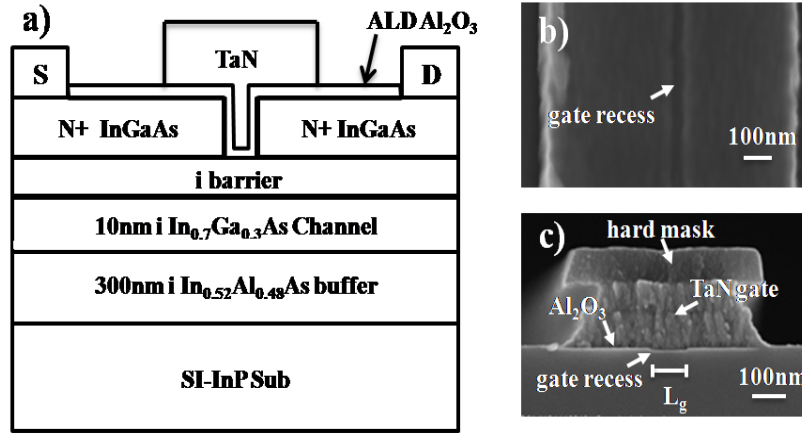 a)
ALD Al₂O₃
TaN
S
D
N+ InGaAs
N+ InGaAs
i barrier
10nm i In₀.₇Ga₀.₃As Channel
300nm i In₀.₅₂Al₀.₄₈As buffer
SI-InP Sub
b)
gate recess
100nm
c)
hard mask
TaN gate
Al₂O₃
gate recess
Lg
100nm